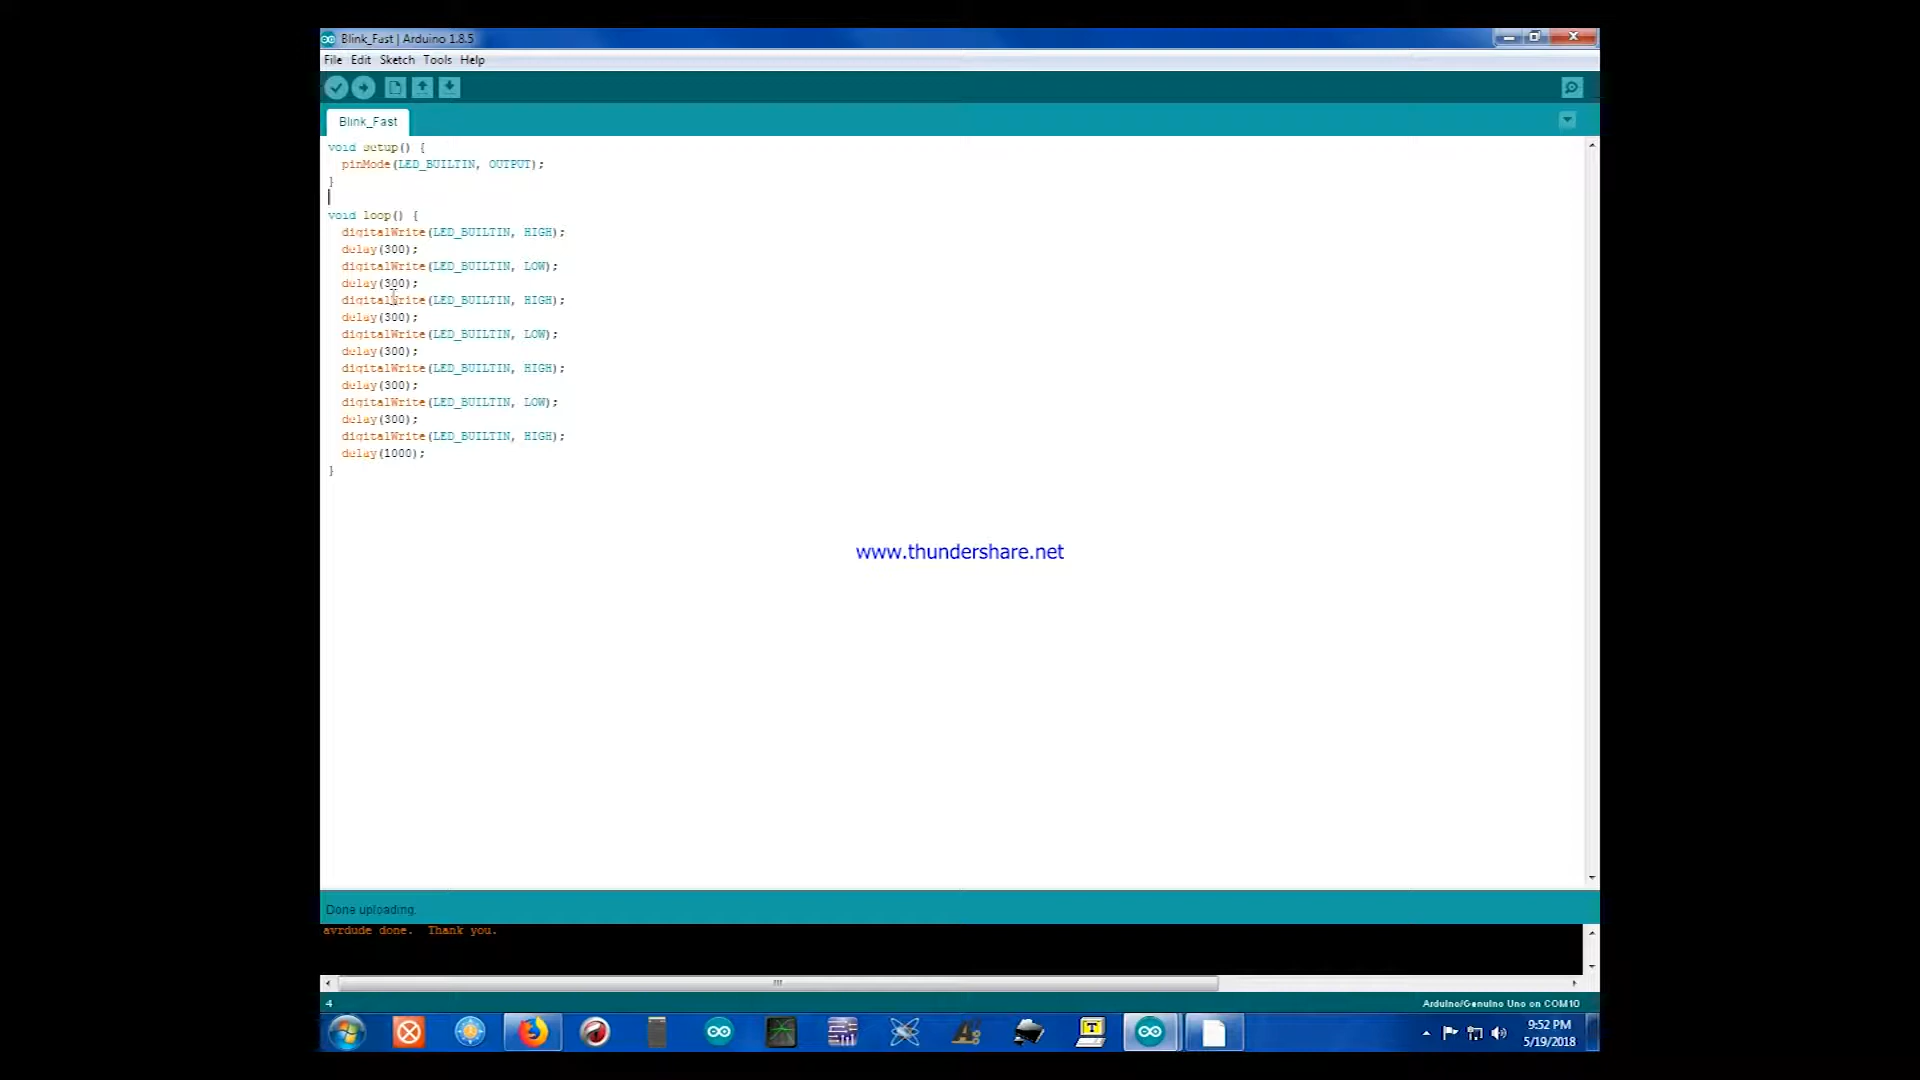 Blink_Fast | Arduino 1.8.5
File Edit Sketch Tools Help
Blink_Fast
void setup() {
  pinMode(LED_BUILTIN, OUTPUT);
}
void loop() {
  digitalWrite(LED_BUILTIN, HIGH);
  delay(300);
  digitalWrite(LED_BUILTIN, LOW);
  delay(300);
  digitalWrite(LED_BUILTIN, HIGH);
  delay(300);
  digitalWrite(LED_BUILTIN, LOW);
  delay(300);
  digitalWrite(LED_BUILTIN, HIGH);
  delay(300);
  digitalWrite(LED_BUILTIN, LOW);
  delay(300);
  digitalWrite(LED_BUILTIN, HIGH);
  delay(1000);
}
www.thundershare.net
Done uploading.
avrdude done.  Thank you.
4
Arduino/Genuino Uno on COM10
T
9:52 PM
5/19/2018